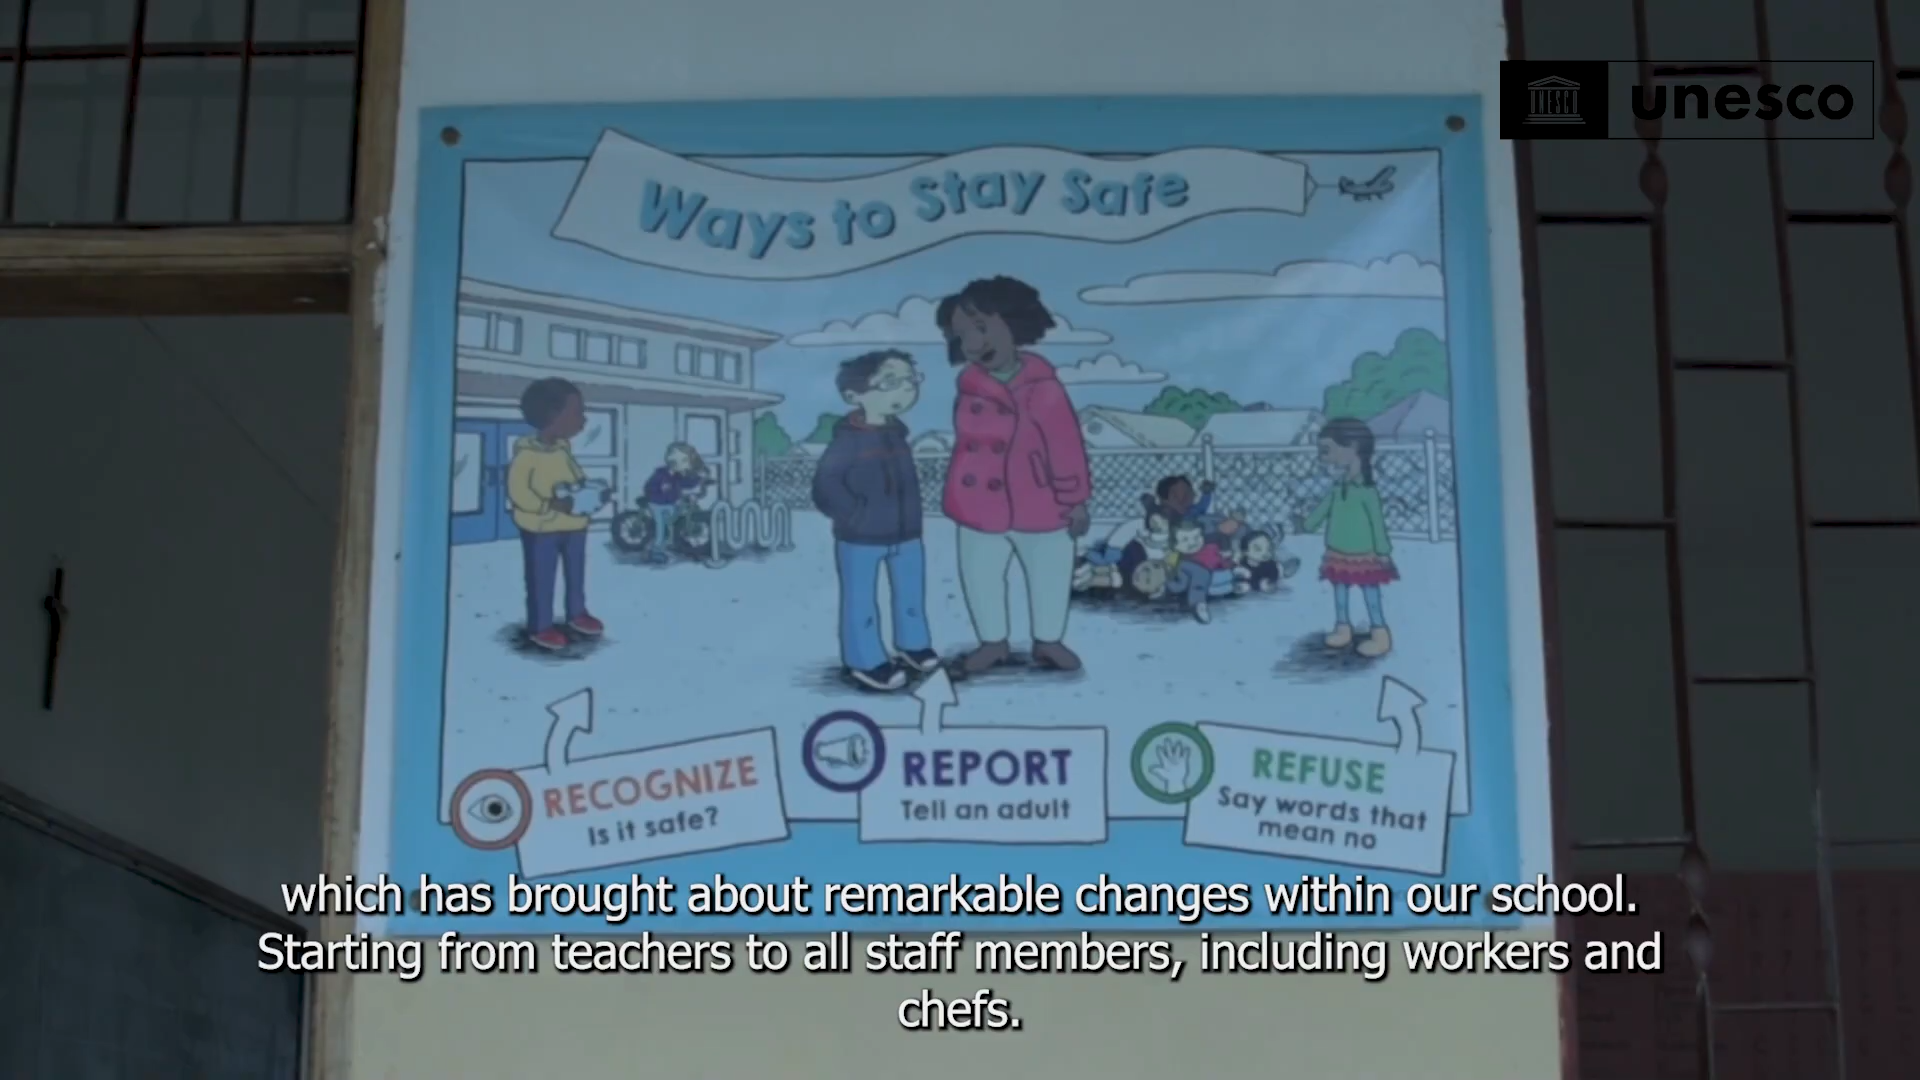 UNESCO
unesco
Ways to Stay Safe
RECOGNIZE
Is it safe?
REPORT
Tell an adult
REFUSE
Say words that
mean no
which has brought about remarkable changes within our school.
Starting from teachers to all staff members, including workers and
chefs.